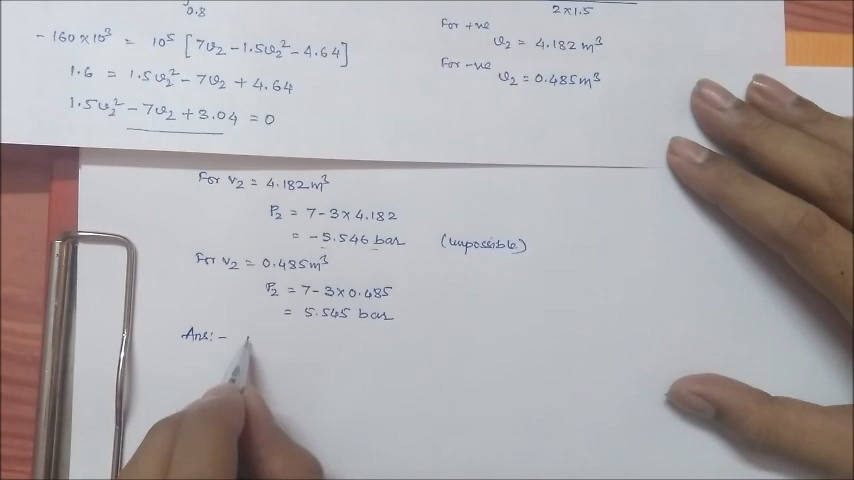 0.8
- 160×10³ = 10⁵ [7v₂ - 1.5v₂² - 4.64]
1.6 = 1.5v₂² - 7v₂ + 4.64
1.5v₂² - 7v₂ + 3.04 = 0
2×1.5
For +ve
v₂ = 4.182 m³
For -ve
v₂ = 0.485 m³
For v₂ = 4.182 m³
P₂ = 7 - 3×4.182
= -5.546 bar (unpossible)
For v₂ = 0.485 m³
P₂ = 7 - 3×0.485
= 5.545 bar
Ans:-